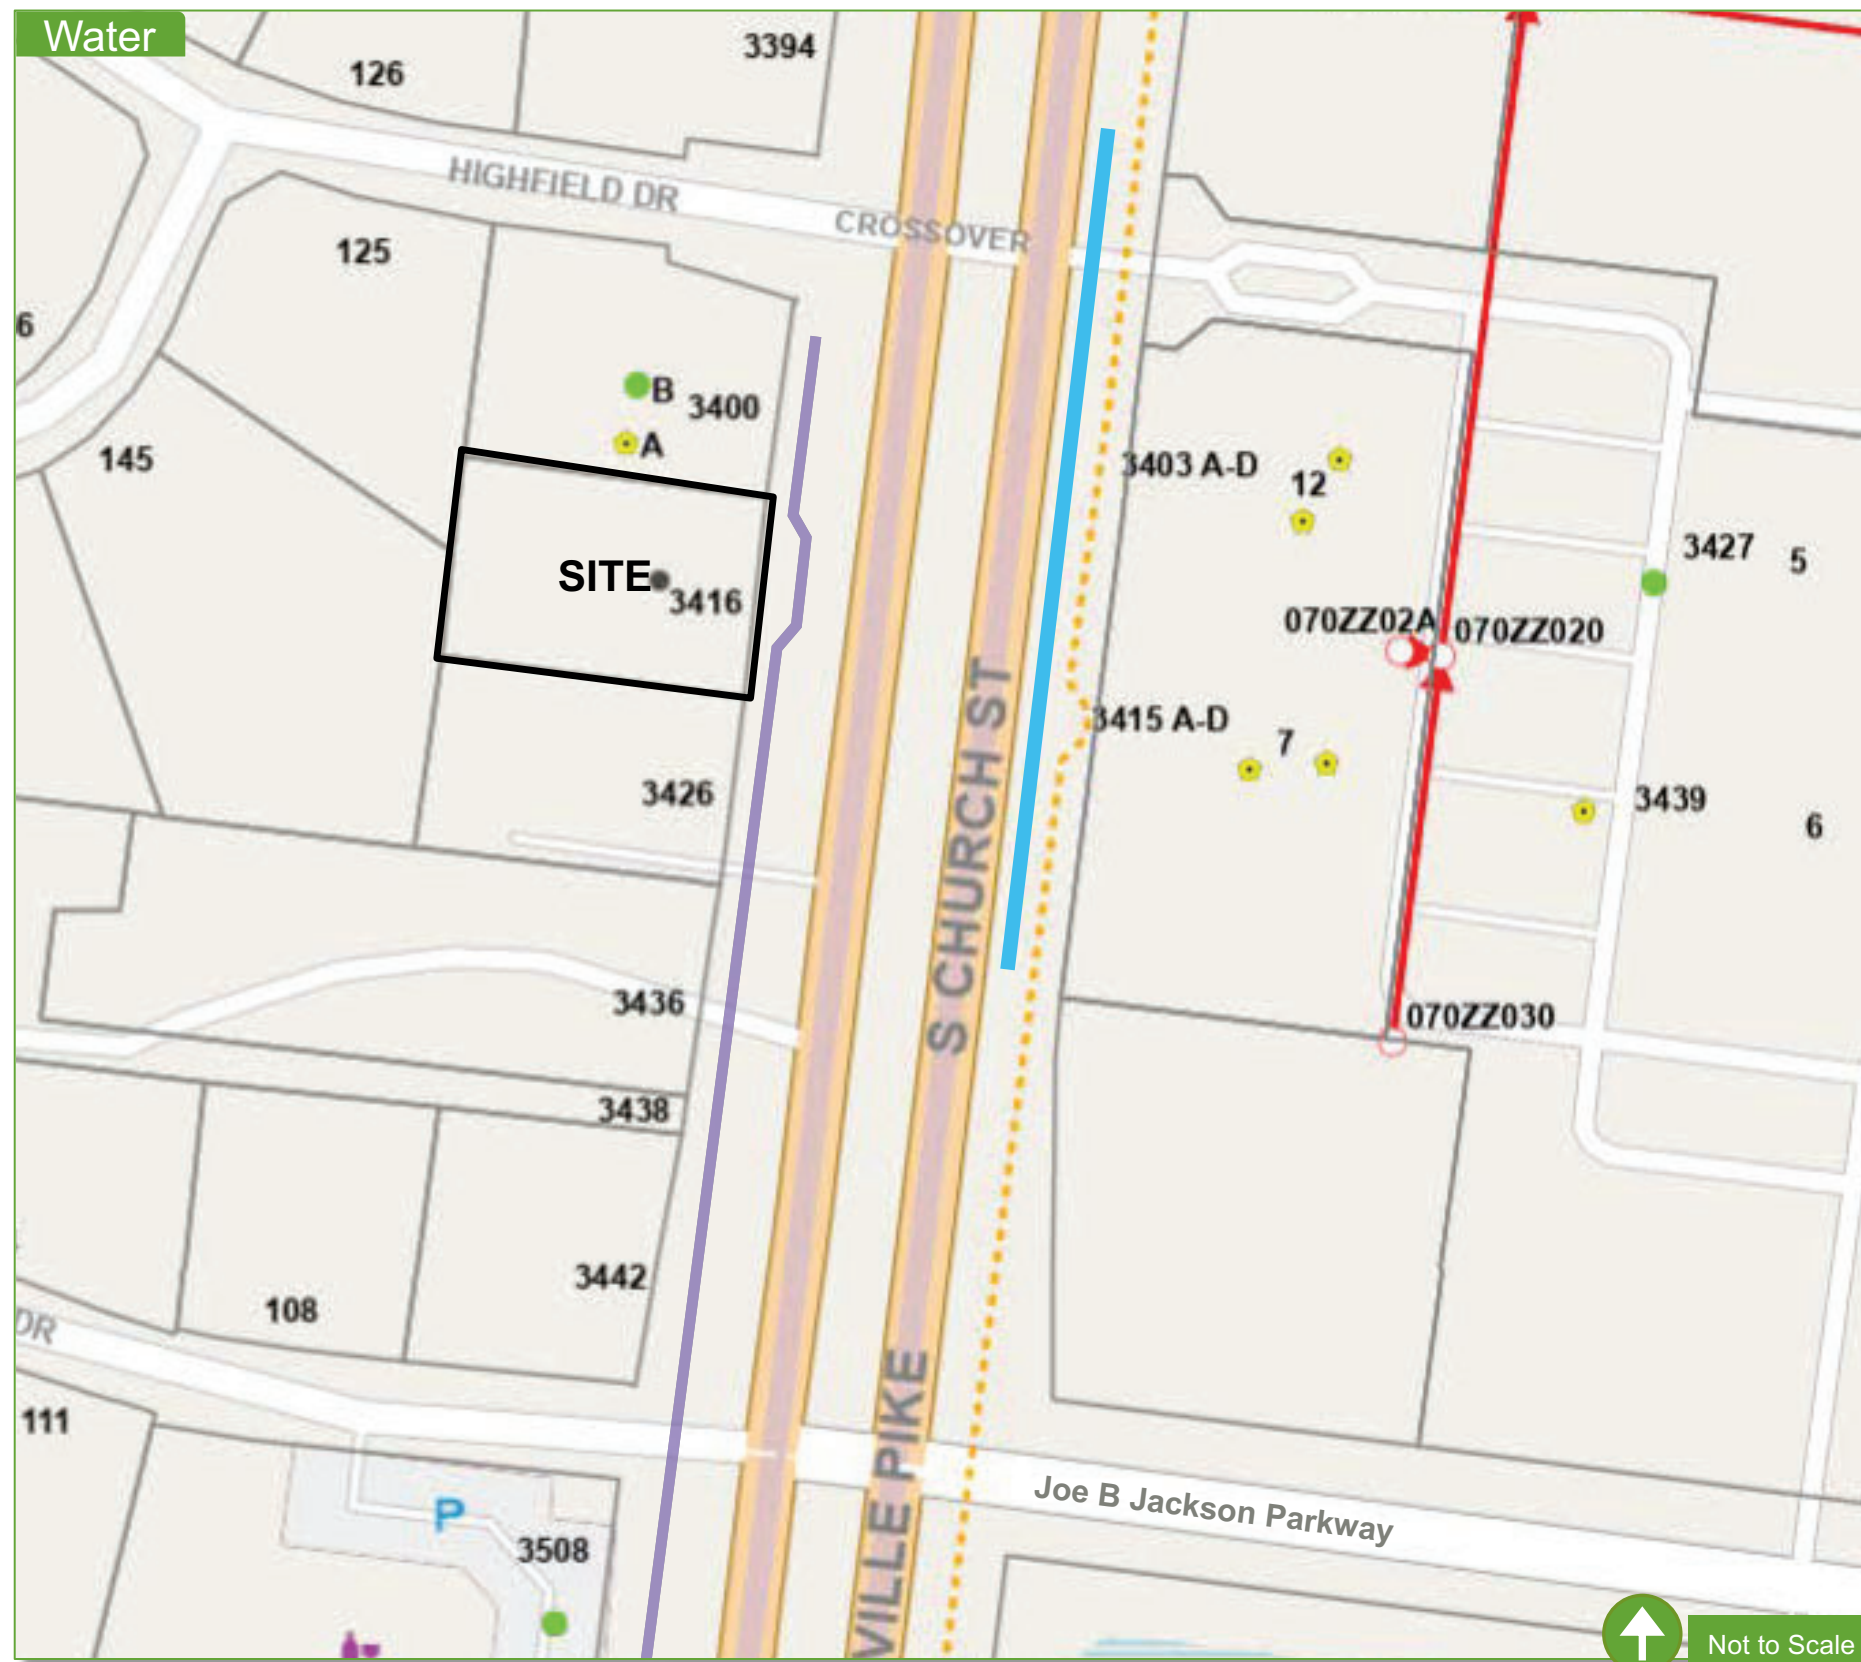 Water
3394
126
HIGHFIELD DR
CROSSOVER
125
6
B
3400
A
145
3403 A-D
12
SITE
3416
3427
5
070ZZ02A
070ZZ020
S CHURCH ST
3415 A-D
7
3426
3439
6
3436
070ZZ030
3438
3442
108
DR
111
VILLE PIKE
Joe B Jackson Parkway
P
3508
Not to Scale